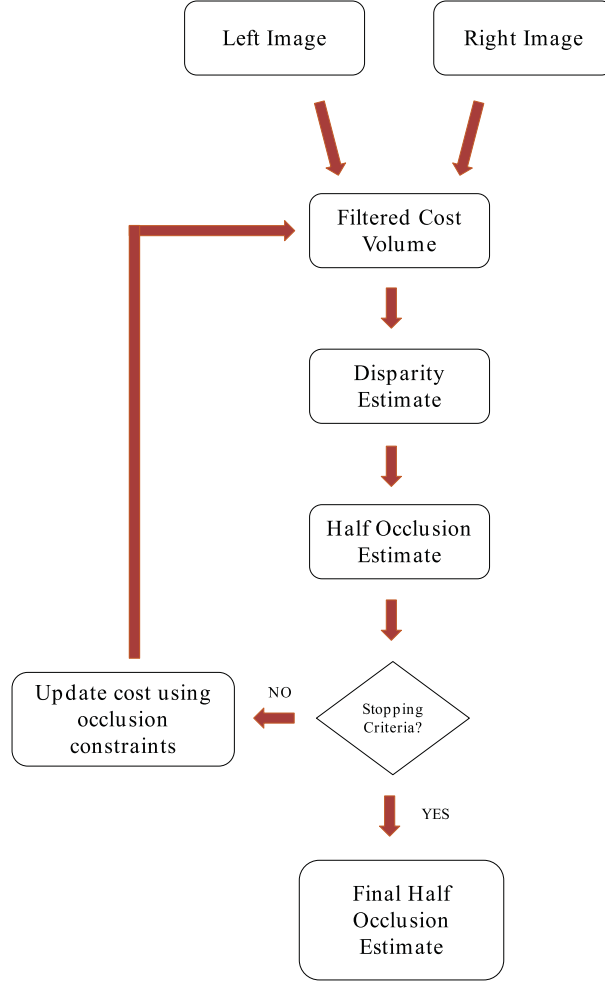 Left Image
Right Image
Filtered Cost
Volume
Disparity
Estimate
Half Occlusion
Estimate
Stopping
Criteria?
NO
Update cost using
occlusion
constraints
YES
Final Half
Occlusion
Estimate